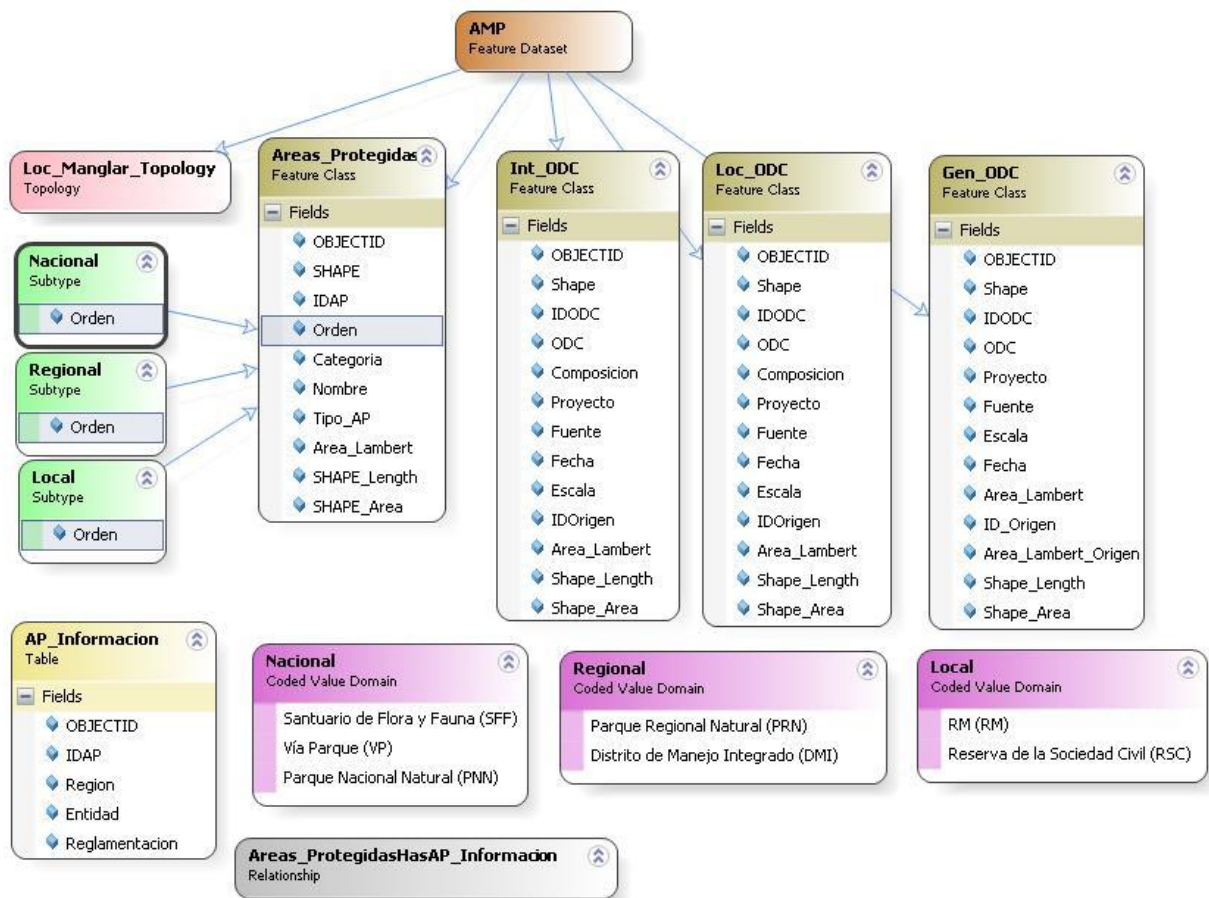 AMP
Feature Dataset
Loc_Manglar_Topology
Topology
Nacional
Subtype
Orden
Regional
Subtype
Orden
Local
Subtype
Orden
Areas_Protegidas
Feature Class
Fields
OBJECTID
SHAPE
IDAP
Orden
Categoria
Nombre
Tipo_AP
Area_Lambert
SHAPE_Length
SHAPE_Area
Int_ODC
Feature Class
Fields
OBJECTID
Shape
IDODC
ODC
Composicion
Proyecto
Fuente
Fecha
Escala
IDOrigen
Area_Lambert
Shape_Length
Shape_Area
Loc_ODC
Feature Class
Fields
OBJECTID
Shape
IDODC
ODC
Composicion
Proyecto
Fuente
Fecha
Escala
IDOrigen
Area_Lambert
Shape_Length
Shape_Area
Gen_ODC
Feature Class
Fields
OBJECTID
Shape
IDODC
ODC
Proyecto
Fuente
Escala
Fecha
Area_Lambert
ID_Origen
Area_Lambert_Origen
Shape_Length
Shape_Area
AP_Informacion
Table
Fields
OBJECTID
IDAP
Region
Entidad
Reglamentacion
Nacional
Coded Value Domain
Santuario de Flora y Fauna (SFF)
Vía Parque (VP)
Parque Nacional Natural (PNN)
Regional
Coded Value Domain
Parque Regional Natural (PRN)
Distrito de Manejo Integrado (DMI)
Local
Coded Value Domain
RM (RM)
Reserva de la Sociedad Civil (RSC)
Areas_ProtegidasHasAP_Informacion
Relationship